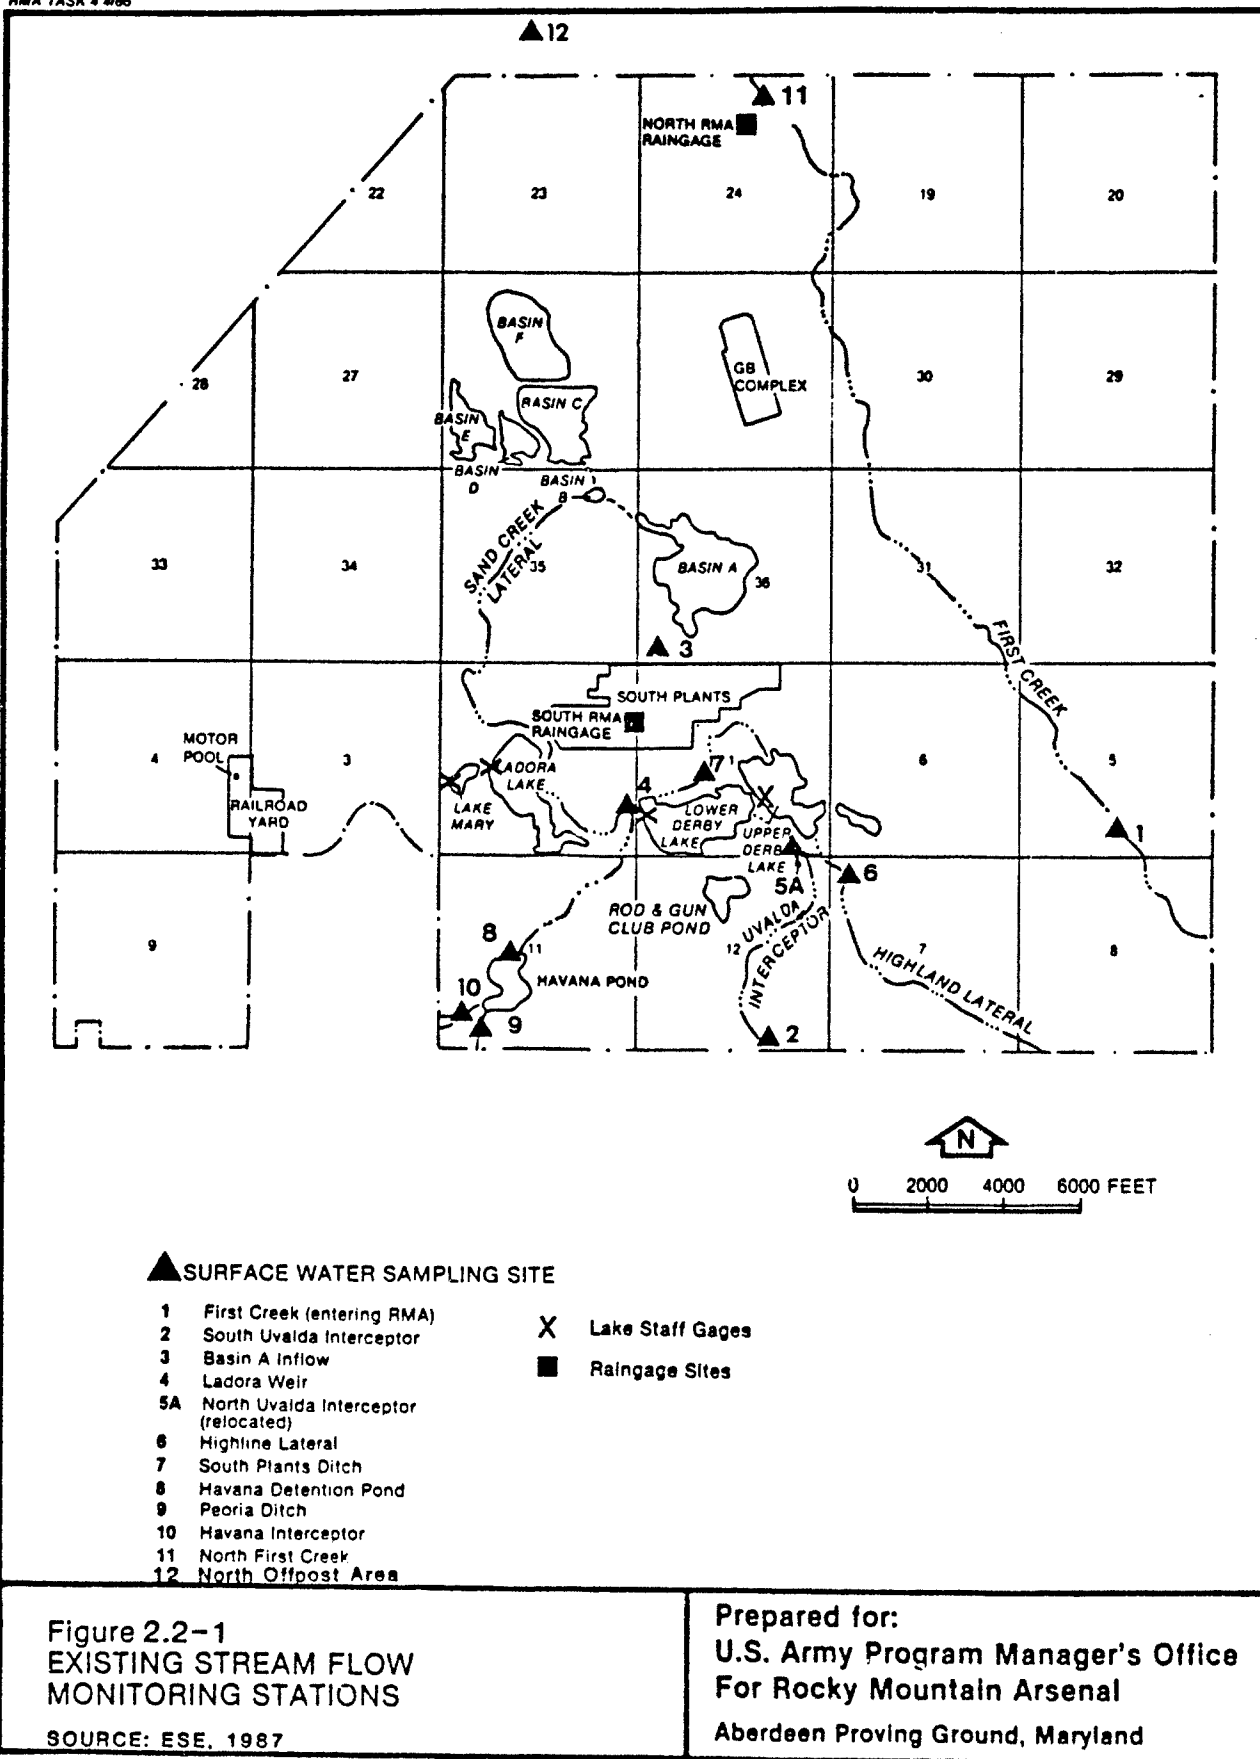 RMA TASK 4 4/88
12
11
NORTH RMA
RAINGAGE
22
23
24
19
20
BASIN
F
28
27
GB
COMPLEX
30
29
BASIN C
BASIN
E
BASIN
D
BASIN
B
SAND CREEK
LATERAL
33
34
35
BASIN A
36
31
32
3
FIRST CREEK
SOUTH PLANTS
SOUTH RMA
RAINGAGE
MOTOR
POOL
4
3
LADORA
LAKE
7
6
5
RAILROAD
YARD
LAKE
MARY
4
LOWER
DERBY
LAKE
UPPER
DERBY
LAKE
1
5A
6
ROD & GUN
CLUB POND
UVALDA
INTERCEPTOR
9
8
11
12
7
8
HIGHLAND LATERAL
HAVANA POND
10
9
2
N
0 2000 4000 6000 FEET
SURFACE WATER SAMPLING SITE
1 First Creek (entering RMA)
2 South Uvalda Interceptor
3 Basin A Inflow
4 Ladora Weir
5A North Uvalda Interceptor
(relocated)
6 Highline Lateral
7 South Plants Ditch
8 Havana Detention Pond
9 Peoria Ditch
10 Havana Interceptor
11 North First Creek
12 North Offpost Area
X Lake Staff Gages
Raingage Sites
Figure 2.2-1
EXISTING STREAM FLOW
MONITORING STATIONS
SOURCE: ESE, 1987
Prepared for:
U.S. Army Program Manager's Office
For Rocky Mountain Arsenal
Aberdeen Proving Ground, Maryland